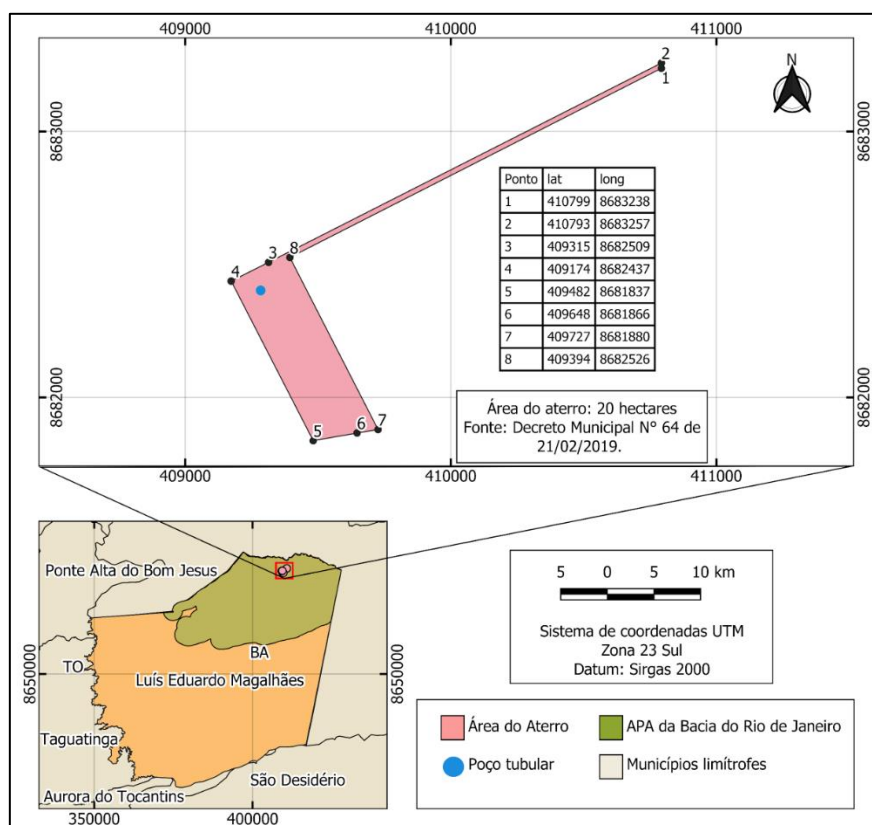 409000 410000 411000
2
1
N
8683000
8683000
Ponto lat long
1 410799 8683238
2 410793 8683257
3 409315 8682509
4 409174 8682437
5 409482 8681837
6 409648 8681866
7 409727 8681880
8 409394 8682526
8
3
4
8682000
8682000
Área do aterro: 20 hectares
Fonte: Decreto Municipal N° 64 de
21/02/2019.
7
6
5
409000 410000 411000
Ponte Alta do Bom Jesus
BA
TO
Luís Eduardo Magalhães
8650000
8650000
Taguatinga
São Desidério
Aurora do Tocantins
350000 400000
5 0 5 10 km
Sistema de coordenadas UTM
Zona 23 Sul
Datum: Sirgas 2000
Área do Aterro
APA da Bacia do Rio de Janeiro
Poço tubular
Municípios limítrofes